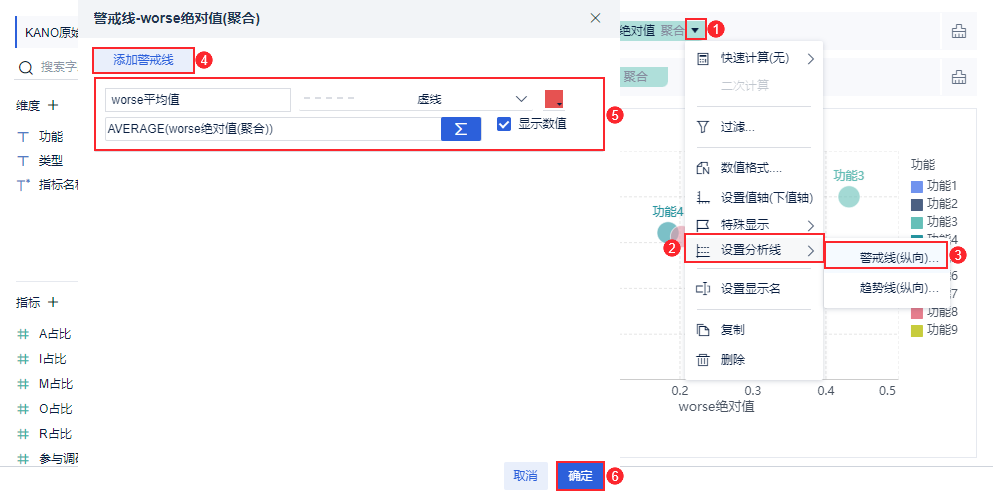 警戒线-worse绝对值(聚合)
添加警戒线
4
worse平均值
虚线
AVERAGE(worse绝对值(聚合))
Σ
显示数值
5
取消
确定
6
KANO原始
搜索字
维度
功能
类型
指标名称
指标
A占比
I占比
M占比
O占比
R占比
参与调研
绝对值 聚合
1
聚合
快速计算(无)
二次计算
过滤...
数值格式....
设置值轴(下值轴)
特殊显示
2
设置分析线
设置显示名
复制
删除
警戒线(纵向)...
3
趋势线(纵向)...
功能3
功能4
功能
功能1
功能2
功能3
4
6
7
功能8
功能9
0.2
0.3
0.4
0.5
worse绝对值